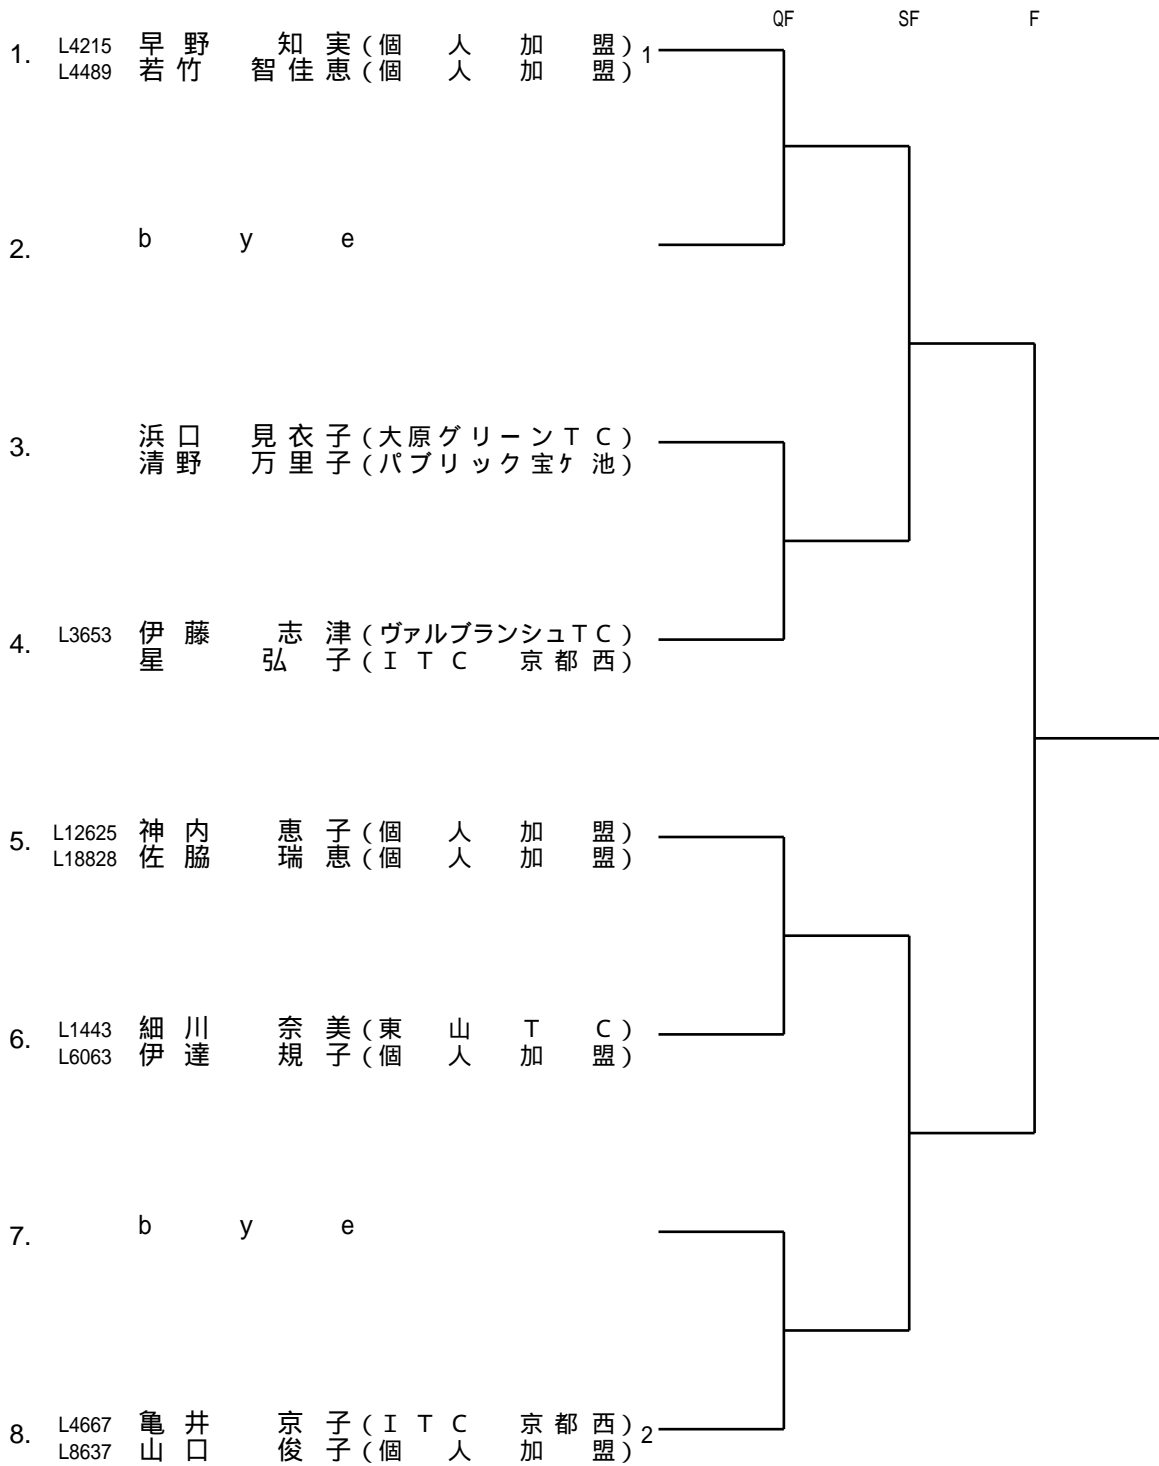 QF SF F
1. L4215 早野 知実(個人加盟) 1
L4489 若竹 智佳恵(個人加盟)
2. bye
3. 浜口 見衣子(大原グリーンTC)
清野 万里子(パブリック宝ケ池)
4. L3653 伊藤 志津(ヴァルブランシュTC)
星 弘子(ITC 京都西)
5. L12625 神内 恵子(個人加盟)
L18828 佐脇 瑞恵(個人加盟)
6. L1443 細川 奈美(東山TC)
L6063 伊達 規子(個人加盟)
7. bye
8. L4667 亀井 京子(ITC 京都西) 2
L8637 山口 俊子(個人加盟)